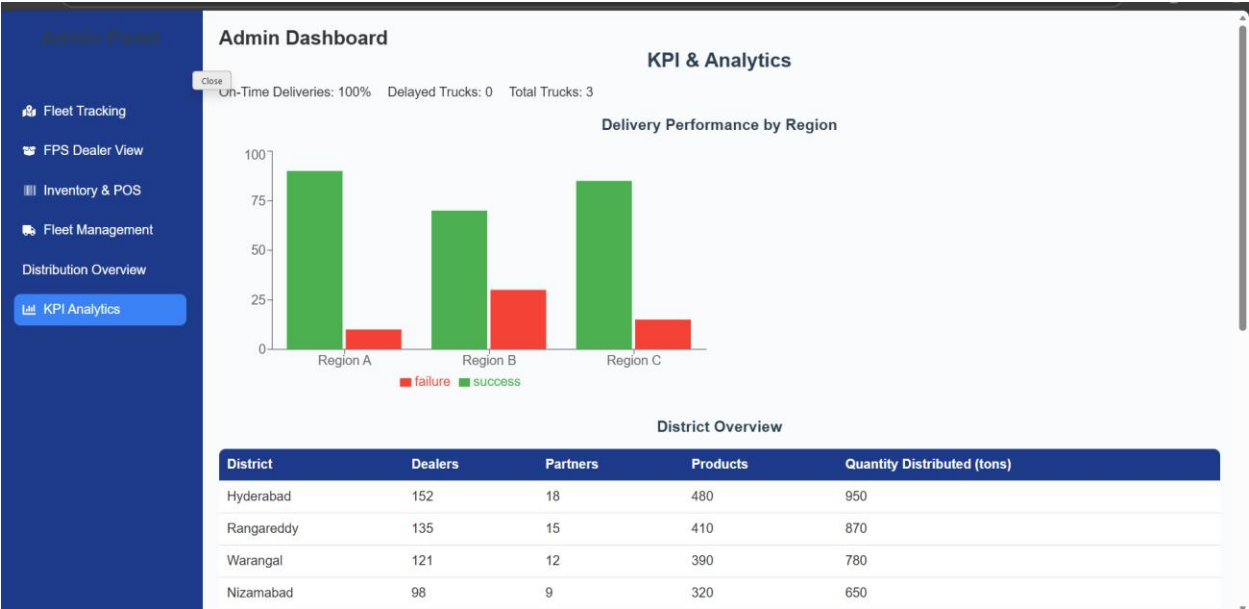 Admin Panel
Fleet Tracking
FPS Dealer View
Inventory & POS
Fleet Management
Distribution Overview
KPI Analytics
Close
Admin Dashboard
KPI & Analytics
On-Time Deliveries: 100% Delayed Trucks: 0 Total Trucks: 3
Delivery Performance by Region
100
75
50
25
0
Region A Region B Region C
failure success
District Overview
District Dealers Partners Products Quantity Distributed (tons)
Hyderabad 152 18 480 950
Rangareddy 135 15 410 870
Warangal 121 12 390 780
Nizamabad 98 9 320 650